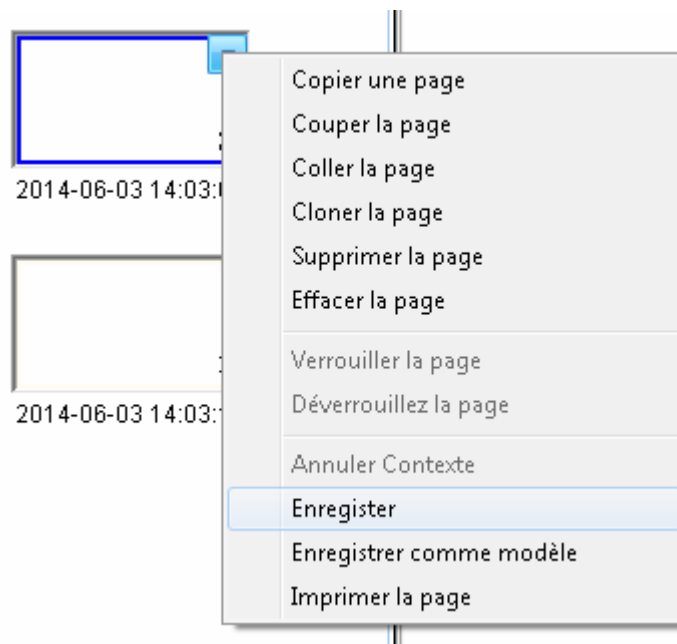 Copier une page
Couper la page
2014-06-03 14:03:
Coller la page
Cloner la page
Supprimer la page
Effacer la page
Verrouiller la page
2014-06-03 14:03:
Déverrouillez la page
Annuler Contexte
Enregister
Enregistrer comme modèle
Imprimer la page